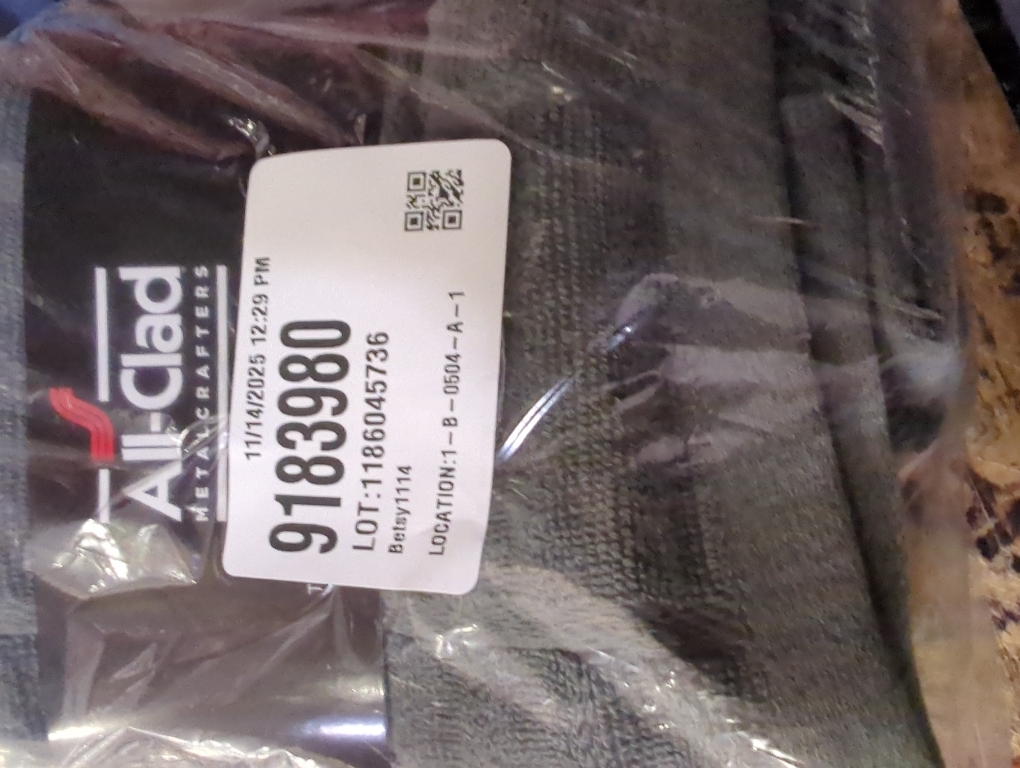 All-Clad
METALCRAFTERS
11/14/2025 12:29 PM
9183980
LOT:1186045736
Betsy1114
LOCATION:1-B-0504-A-1